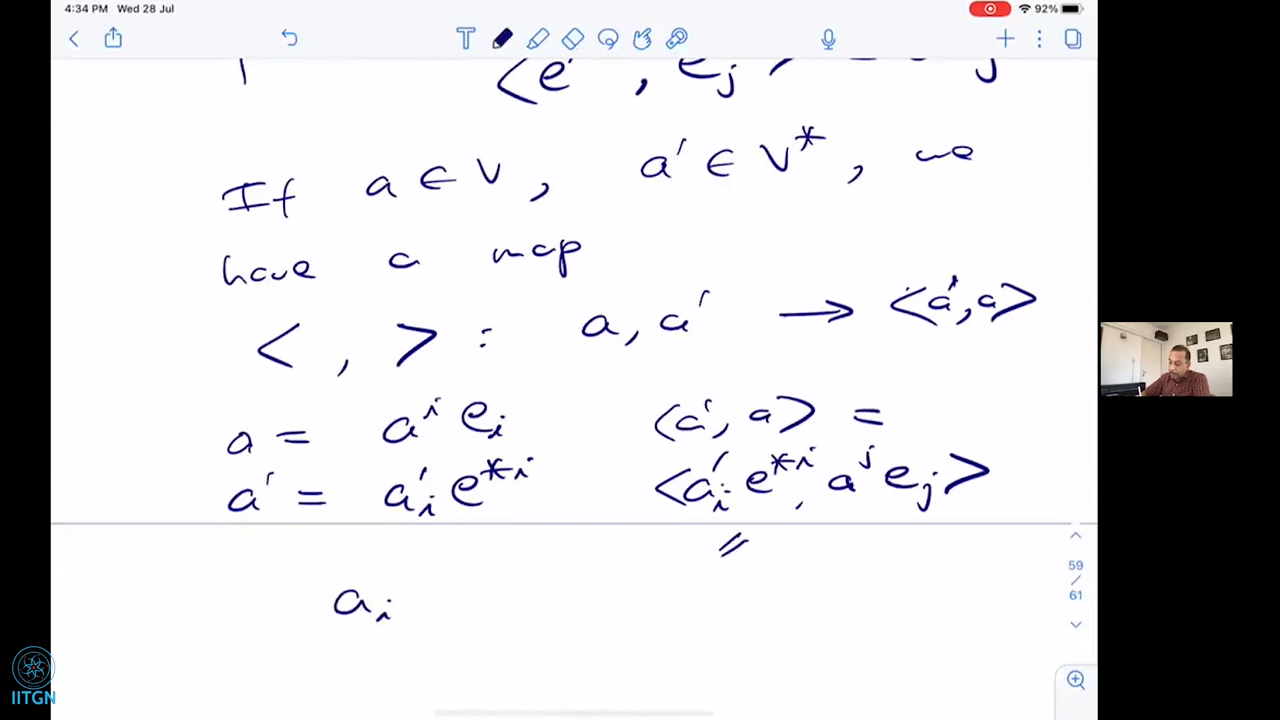 4:34 PM Wed 28 Jul
92%
T
< e , e_j >
If a ∈ V , a' ∈ V* , we
have a map
< , > : a, a' → <a', a>
a = a^i e_i <a', a> =
a' = a'_i e^{*i} <a'_i e^{*i}, a^j e_j>
=
a_i
59
/
61
IITGN